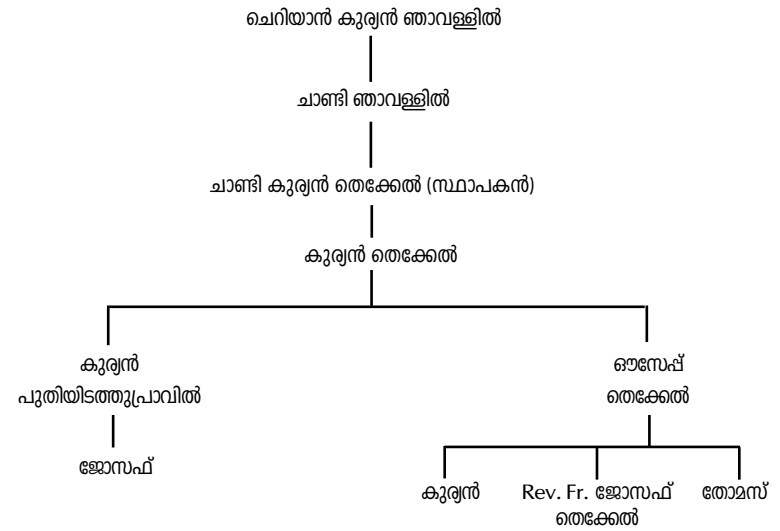 ചെറിയാൻ കുര്യൻ ഞാവള്ളിൽ
ചാണ്ടി ഞാവള്ളിൽ
ചാണ്ടി കുര്യൻ തെക്കേൽ (സ്ഥാപകൻ)
കുര്യൻ തെക്കേൽ
കുര്യൻ
പുതിയിടത്തുപ്രാവിൽ
ജോസഫ്
ഔസേപ്പ്
തെക്കേൽ
കുര്യൻ
Rev. Fr. ജോസഫ്
തെക്കേൽ
തോമസ്